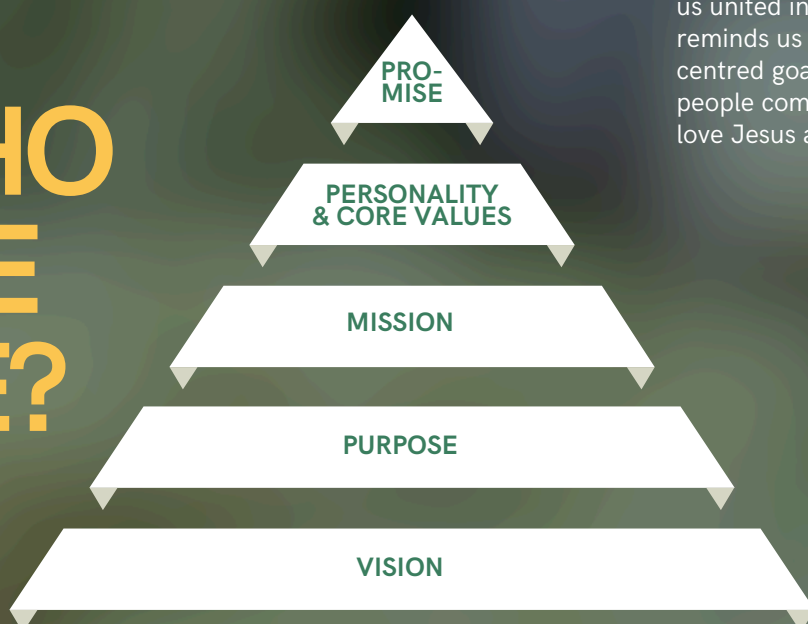 HO
E
E?
PRO-
MISE
PERSONALITY
& CORE VALUES
MISSION
PURPOSE
VISION
us united in
reminds us
centred goa
people com
love Jesus a